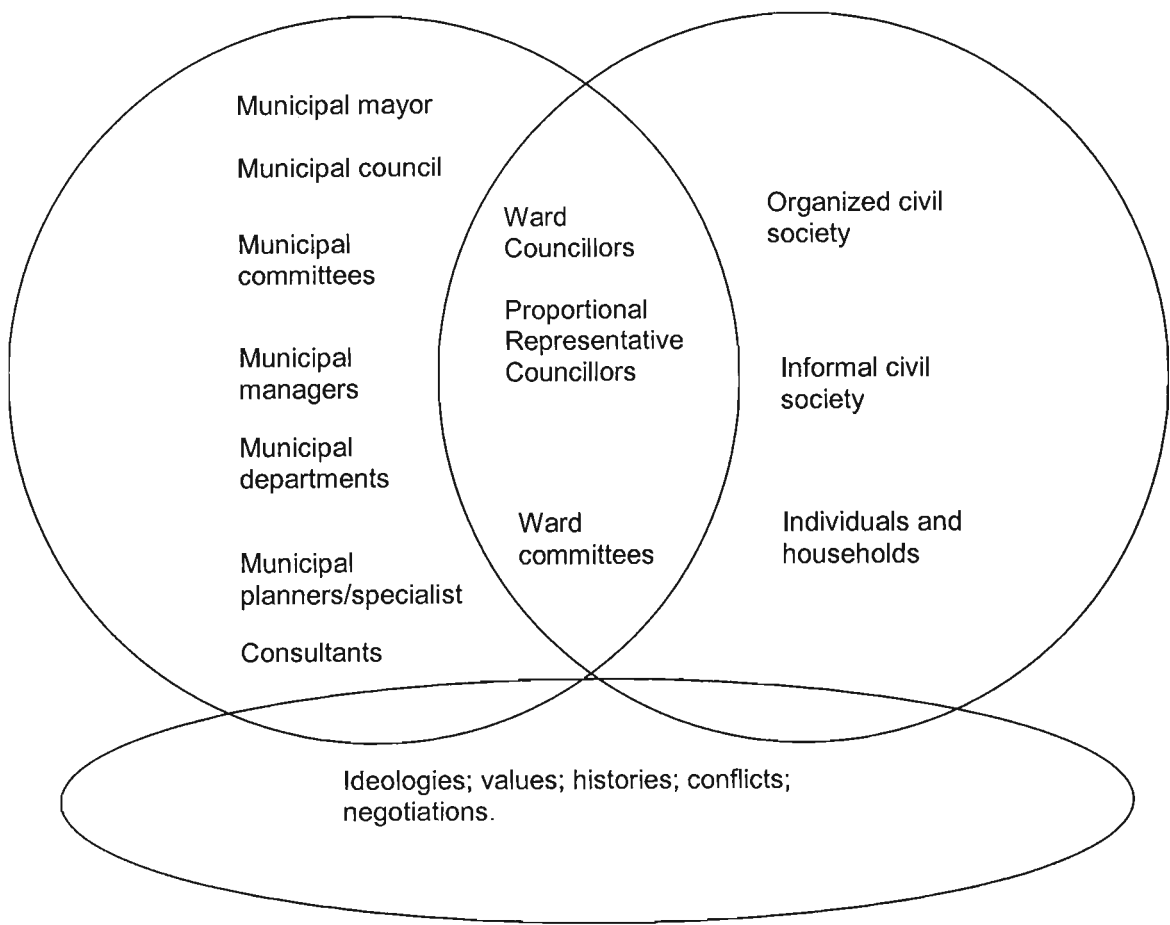 Municipal mayor
Municipal council
Municipal
committees
Municipal
managers
Municipal
departments
Municipal
planners/specialist
Consultants
Ward
Councillors
Proportional
Representative
Councillors
Ward
committees
Organized civil
society
Informal civil
society
Individuals and
households
Ideologies; values; histories; conflicts;
negotiations.